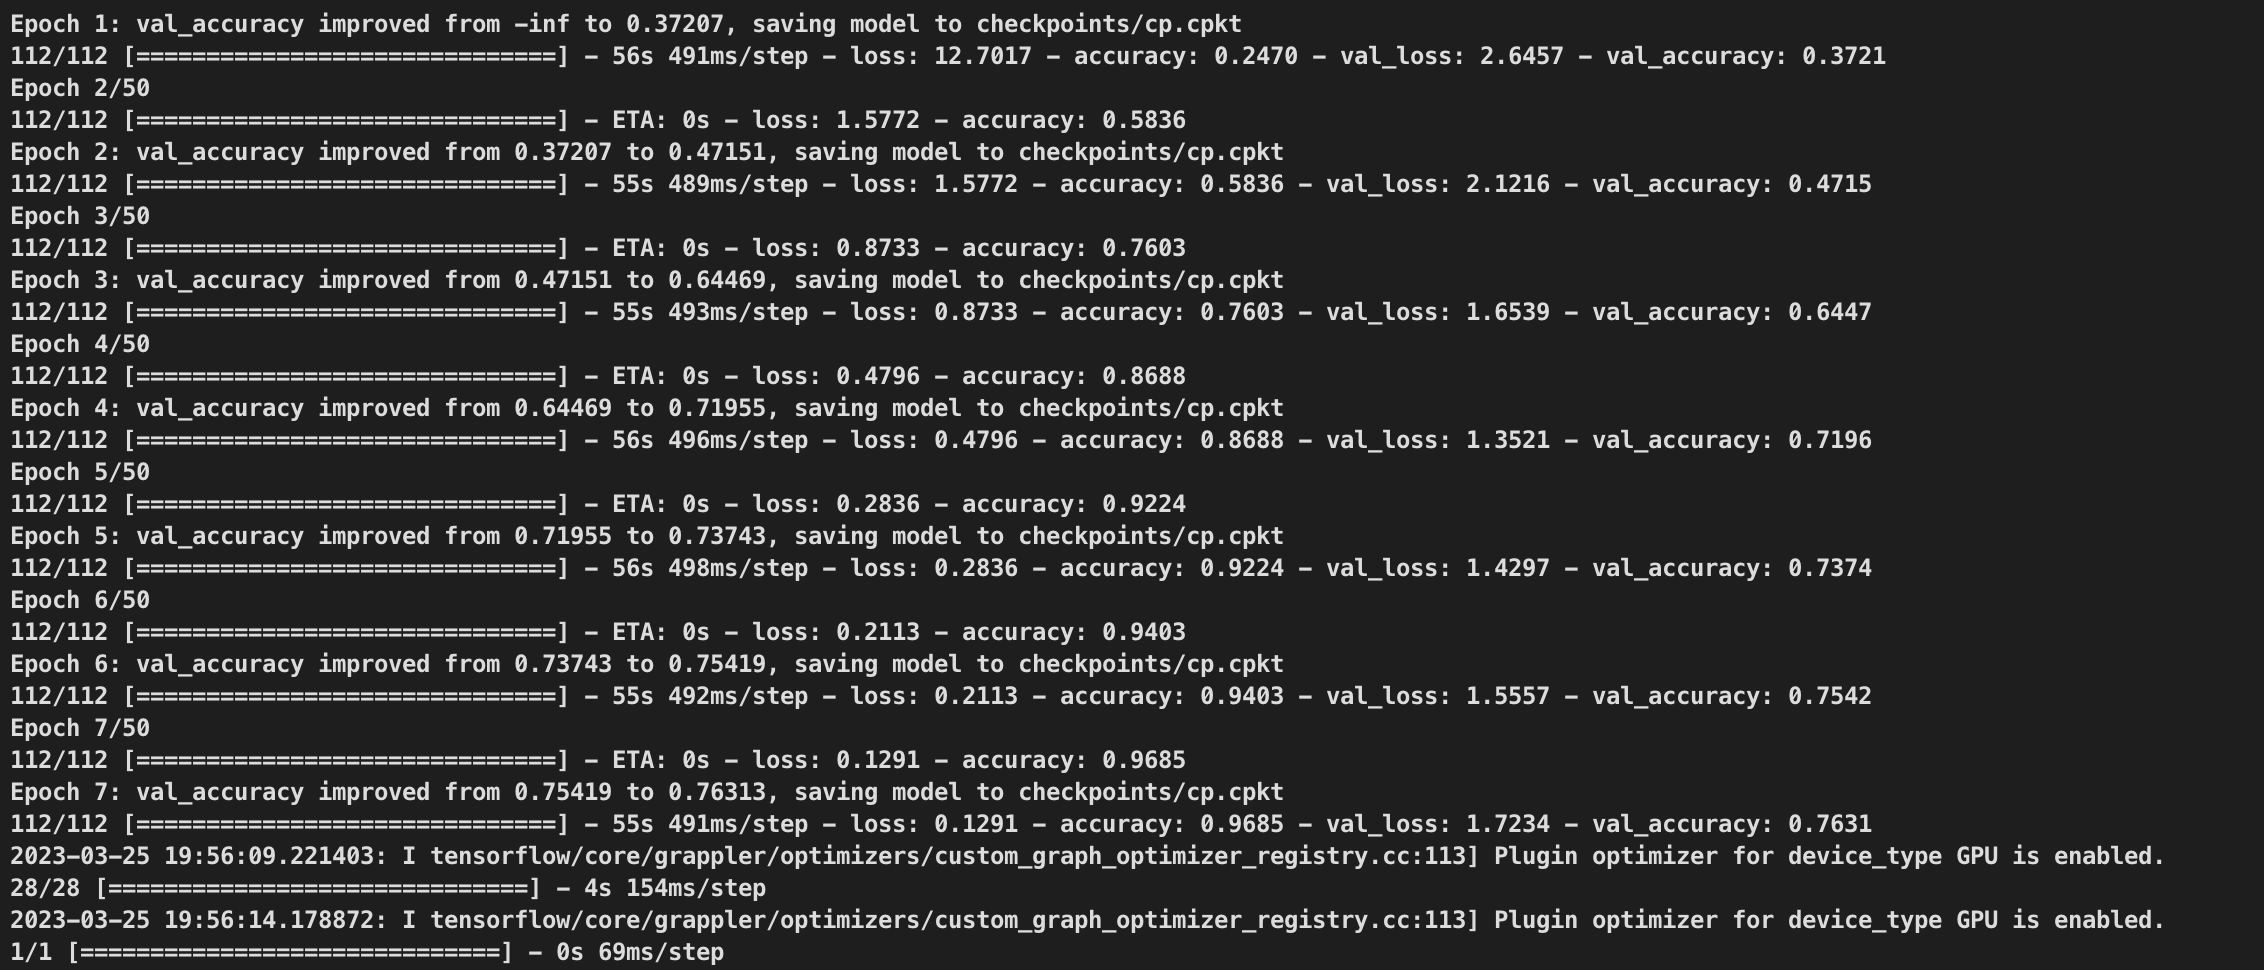 Epoch 1: val_accuracy improved from -inf to 0.37207, saving model to checkpoints/cp.cpkt
112/112 [==============================] - 56s 491ms/step - loss: 12.7017 - accuracy: 0.2470 - val_loss: 2.6457 - val_accuracy: 0.3721
Epoch 2/50
112/112 [==============================] - ETA: 0s - loss: 1.5772 - accuracy: 0.5836
Epoch 2: val_accuracy improved from 0.37207 to 0.47151, saving model to checkpoints/cp.cpkt
112/112 [==============================] - 55s 489ms/step - loss: 1.5772 - accuracy: 0.5836 - val_loss: 2.1216 - val_accuracy: 0.4715
Epoch 3/50
112/112 [==============================] - ETA: 0s - loss: 0.8733 - accuracy: 0.7603
Epoch 3: val_accuracy improved from 0.47151 to 0.64469, saving model to checkpoints/cp.cpkt
112/112 [==============================] - 55s 493ms/step - loss: 0.8733 - accuracy: 0.7603 - val_loss: 1.6539 - val_accuracy: 0.6447
Epoch 4/50
112/112 [==============================] - ETA: 0s - loss: 0.4796 - accuracy: 0.8688
Epoch 4: val_accuracy improved from 0.64469 to 0.71955, saving model to checkpoints/cp.cpkt
112/112 [==============================] - 56s 496ms/step - loss: 0.4796 - accuracy: 0.8688 - val_loss: 1.3521 - val_accuracy: 0.7196
Epoch 5/50
112/112 [==============================] - ETA: 0s - loss: 0.2836 - accuracy: 0.9224
Epoch 5: val_accuracy improved from 0.71955 to 0.73743, saving model to checkpoints/cp.cpkt
112/112 [==============================] - 56s 498ms/step - loss: 0.2836 - accuracy: 0.9224 - val_loss: 1.4297 - val_accuracy: 0.7374
Epoch 6/50
112/112 [==============================] - ETA: 0s - loss: 0.2113 - accuracy: 0.9403
Epoch 6: val_accuracy improved from 0.73743 to 0.75419, saving model to checkpoints/cp.cpkt
112/112 [==============================] - 55s 492ms/step - loss: 0.2113 - accuracy: 0.9403 - val_loss: 1.5557 - val_accuracy: 0.7542
Epoch 7/50
112/112 [==============================] - ETA: 0s - loss: 0.1291 - accuracy: 0.9685
Epoch 7: val_accuracy improved from 0.75419 to 0.76313, saving model to checkpoints/cp.cpkt
112/112 [==============================] - 55s 491ms/step - loss: 0.1291 - accuracy: 0.9685 - val_loss: 1.7234 - val_accuracy: 0.7631
2023-03-25 19:56:09.221403: I tensorflow/core/grappler/optimizers/custom_graph_optimizer_registry.cc:113] Plugin optimizer for device_type GPU is enabled.
28/28 [==============================] - 4s 154ms/step
2023-03-25 19:56:14.178872: I tensorflow/core/grappler/optimizers/custom_graph_optimizer_registry.cc:113] Plugin optimizer for device_type GPU is enabled.
1/1 [==============================] - 0s 69ms/step